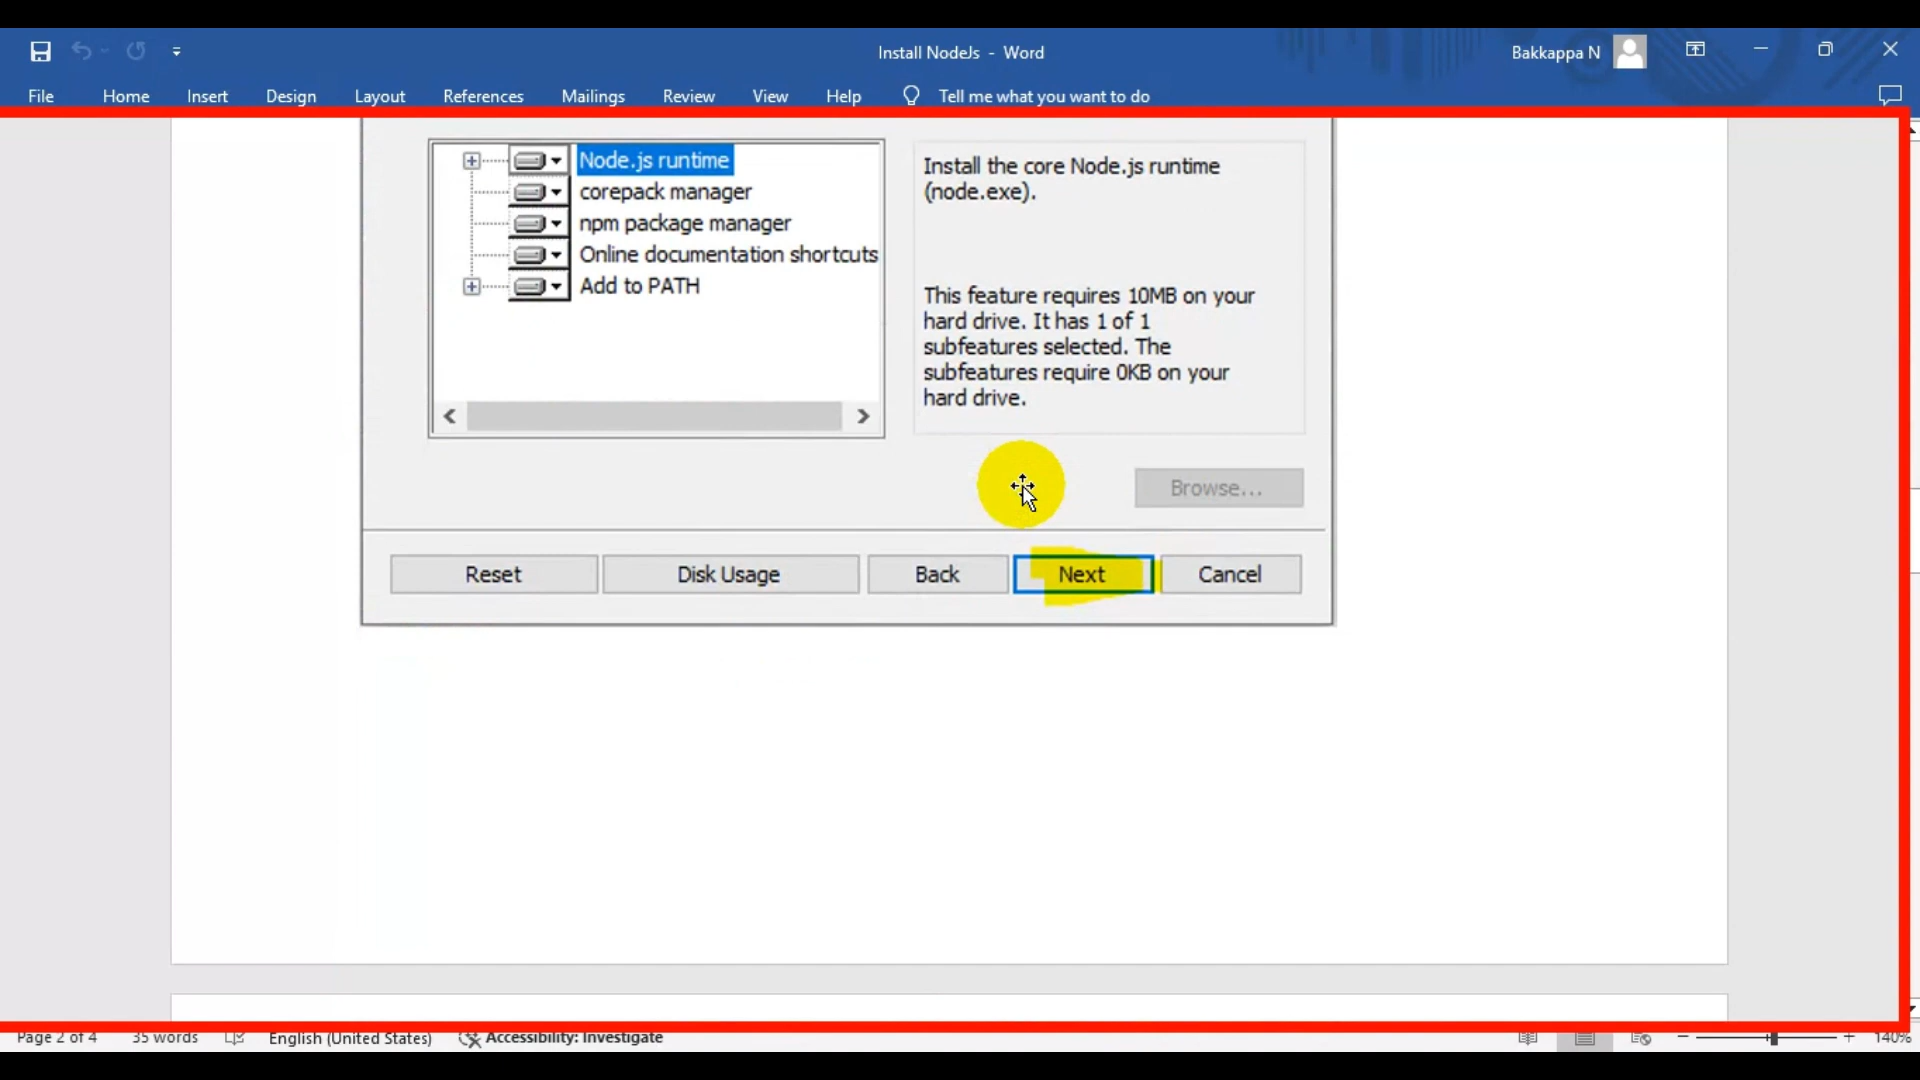 Install NodeJs - Word
Bakkappa N
File Home Insert Design Layout References Mailings Review View Help Tell me what you want to do
Node.js runtime
corepack manager
npm package manager
Online documentation shortcuts
Add to PATH
Install the core Node.js runtime
(node.exe).
This feature requires 10MB on your
hard drive. It has 1 of 1
subfeatures selected. The
subfeatures require 0KB on your
hard drive.
Browse...
Reset Disk Usage Back Next Cancel
Page 2 of 4 35 words English (United States) Accessibility: Investigate 140%